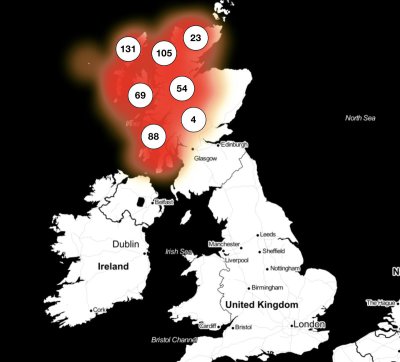 23
131
105
54
69
4
88
North Sea
Edinburgh
Glasgow
Belfast
Leeds
Dublin
Manchester
Irish Sea
Sheffield
Liverpool
Ireland
Nottingham
Birmingham
N
The Hague
United Kingdom
Cork
Cardiff
Bristol
London
Bristol Channel